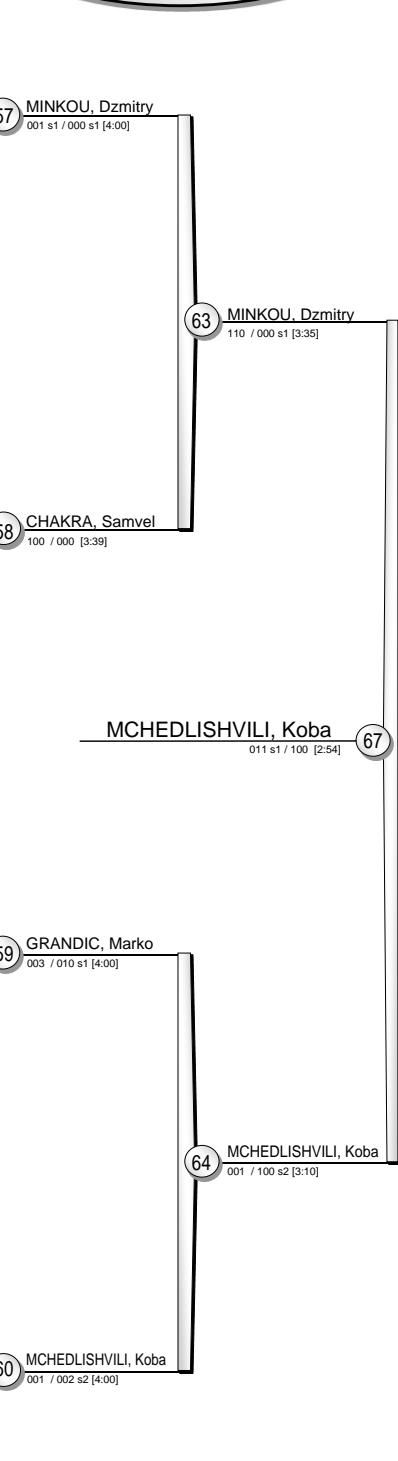 57 MINKOU, Dzmitry
001 s1 / 000 s1 [4:00]
63 MINKOU, Dzmitry
110 / 000 s1 [3:35]
58 CHAKRA, Samvel
100 / 000 [3:39]
MCHEDLISHVILI, Koba 67
011 s1 / 100 [2:54]
59 GRANDIC, Marko
003 / 010 s1 [4:00]
64 MCHEDLISHVILI, Koba
001 / 100 s2 [3:10]
60 MCHEDLISHVILI, Koba
001 / 002 s2 [4:00]